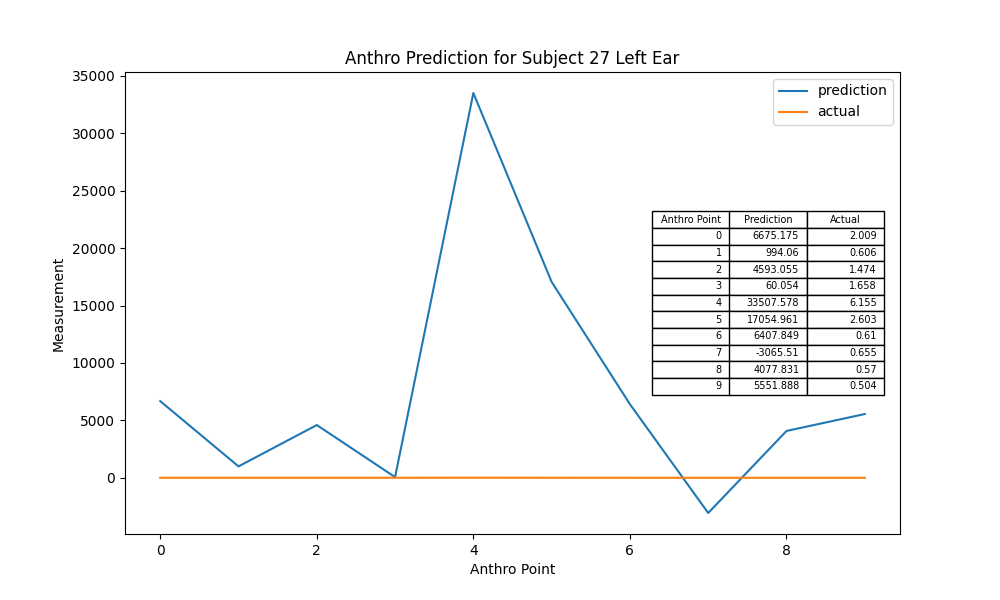 Anthro Prediction for Subject 27 Left Ear
35000
30000
25000
20000
15000
10000
5000
0
Measurement
prediction
actual
Anthro Point Prediction Actual
0 6675.175 2.009
1 994.06 0.606
2 4593.055 1.474
3 60.054 1.658
4 33507.578 6.155
5 17054.961 2.603
6 6407.849 0.61
7 -3065.51 0.655
8 4077.831 0.57
9 5551.888 0.504
0 2 4 6 8
Anthro Point